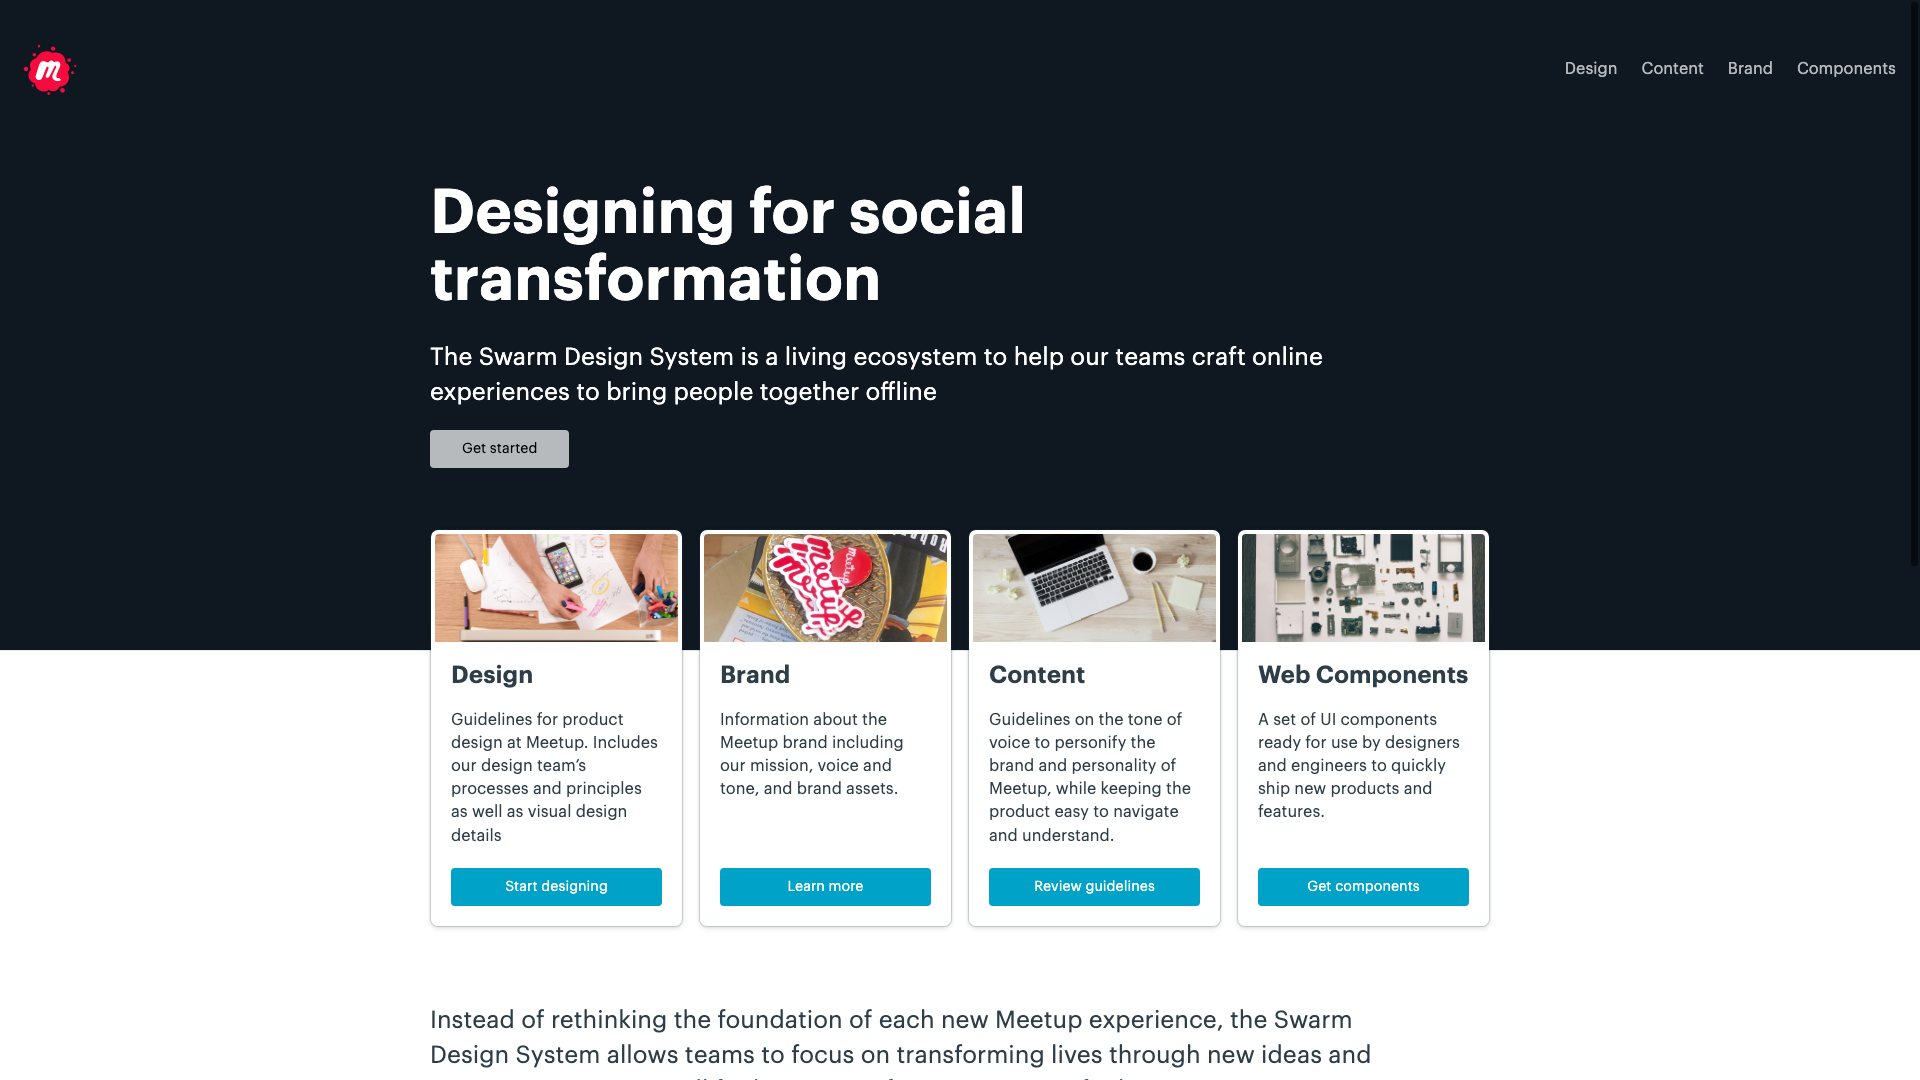 Design Content Brand Components
Designing for social
transformation
The Swarm Design System is a living ecosystem to help our teams craft online
experiences to bring people together offline
Get started
Design
Guidelines for product
design at Meetup. Includes
our design team’s
processes and principles
as well as visual design
details
Start designing
Brand
Information about the
Meetup brand including
our mission, voice and
tone, and brand assets.
Learn more
Content
Guidelines on the tone of
voice to personify the
brand and personality of
Meetup, while keeping the
product easy to navigate
and understand.
Review guidelines
Web Components
A set of UI components
ready for use by designers
and engineers to quickly
ship new products and
features.
Get components
Instead of rethinking the foundation of each new Meetup experience, the Swarm
Design System allows teams to focus on transforming lives through new ideas and